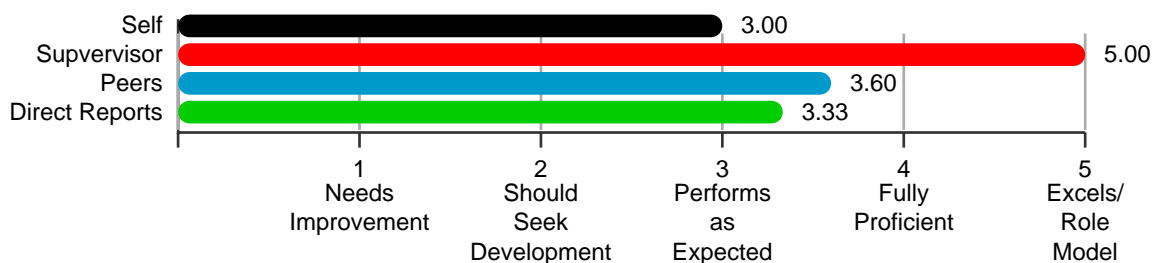 Self 3.00
Supvervisor 5.00
Peers 3.60
Direct Reports 3.33
1 2 3 4 5
Needs Should Performs Fully Excels/
Improvement Seek as Proficient Role
Development Expected Model